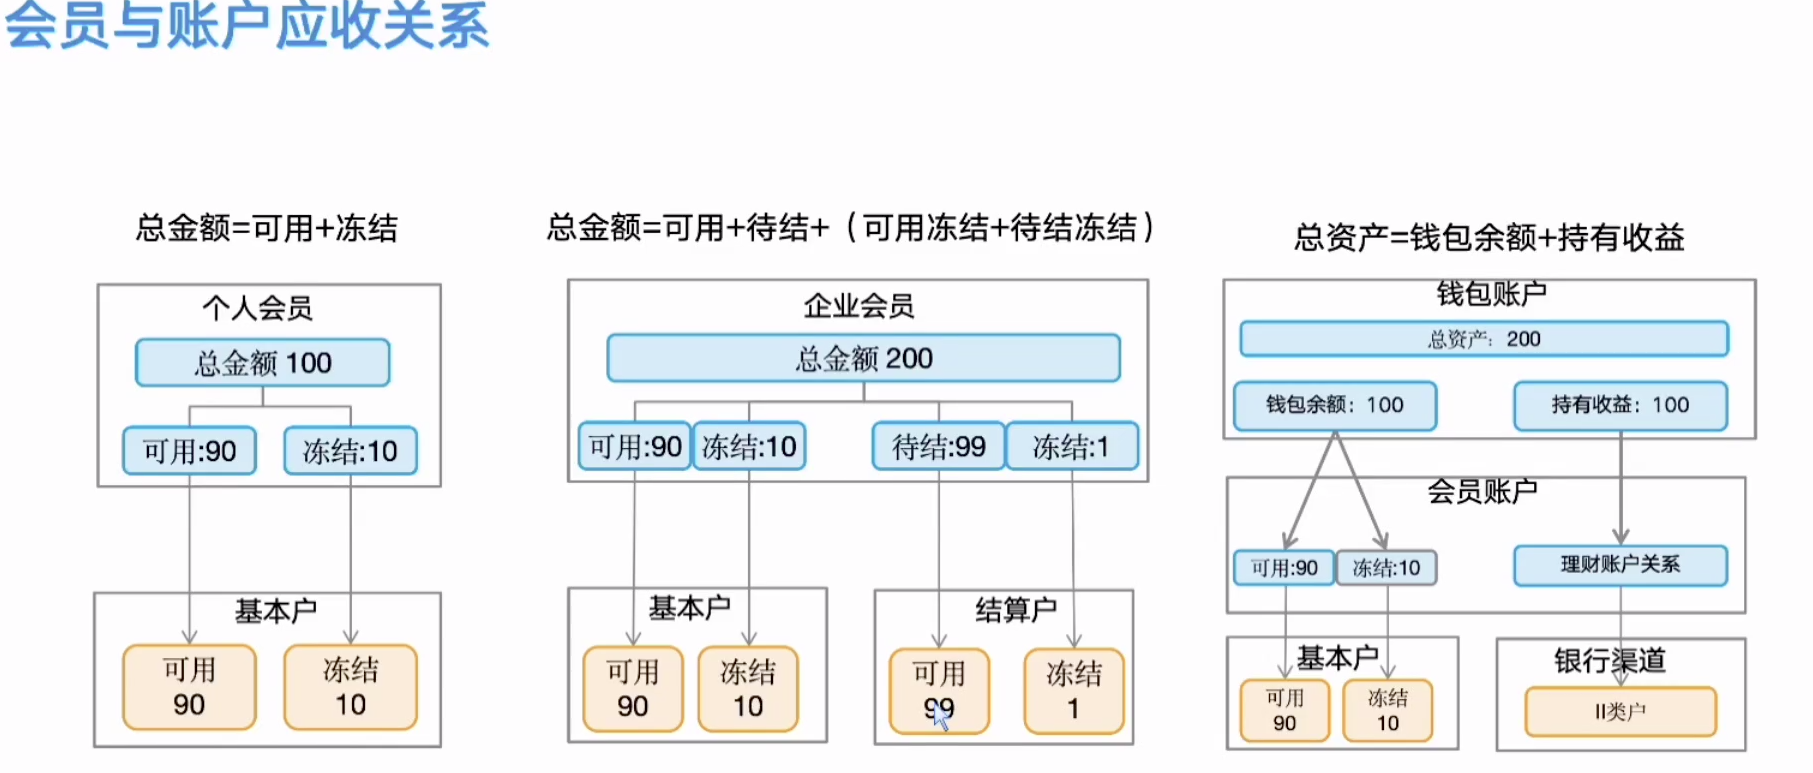 会员与账户应收关系
总金额=可用+冻结
个人会员
总金额 100
可用:90
冻结:10
基本户
可用
90
冻结
10
总金额=可用+待结+（可用冻结+待结冻结）
企业会员
总金额 200
可用:90
冻结:10
待结:99
冻结:1
基本户
可用
90
冻结
10
结算户
可用
99
冻结
1
总资产=钱包余额+持有收益
钱包账户
总资产：200
钱包余额：100
持有收益：100
会员账户
可用:90
冻结:10
理财账户关系
基本户
可用
90
冻结
10
银行渠道
II类户